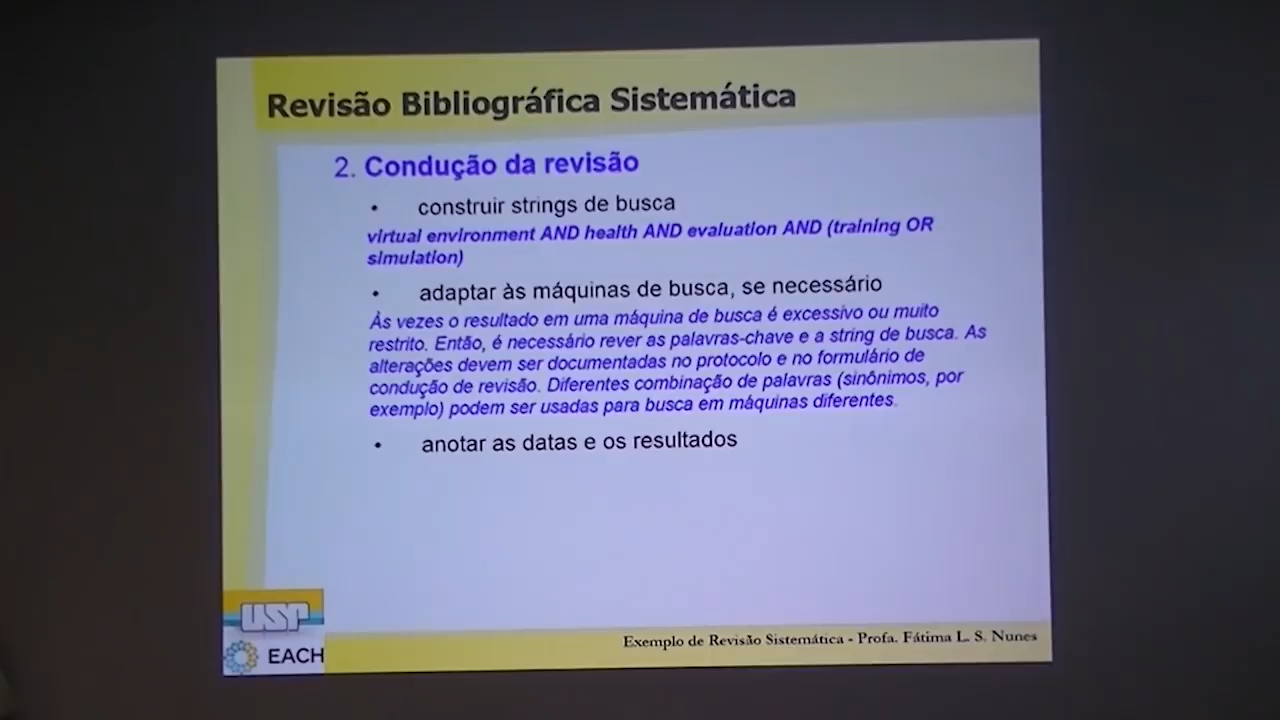 Revisão Bibliográfica Sistemática
2. Condução da revisão
• construir strings de busca
virtual environment AND health AND evaluation AND (training OR
simulation)
• adaptar às máquinas de busca, se necessário
Às vezes o resultado em uma máquina de busca é excessivo ou muito
restrito. Então, é necessário rever as palavras-chave e a string de busca. As
alterações devem ser documentadas no protocolo e no formulário de
condução de revisão. Diferentes combinação de palavras (sinônimos, por
exemplo) podem ser usadas para busca em máquinas diferentes.
• anotar as datas e os resultados
USP
EACH
Exemplo de Revisão Sistemática - Profa. Fátima L. S. Nunes